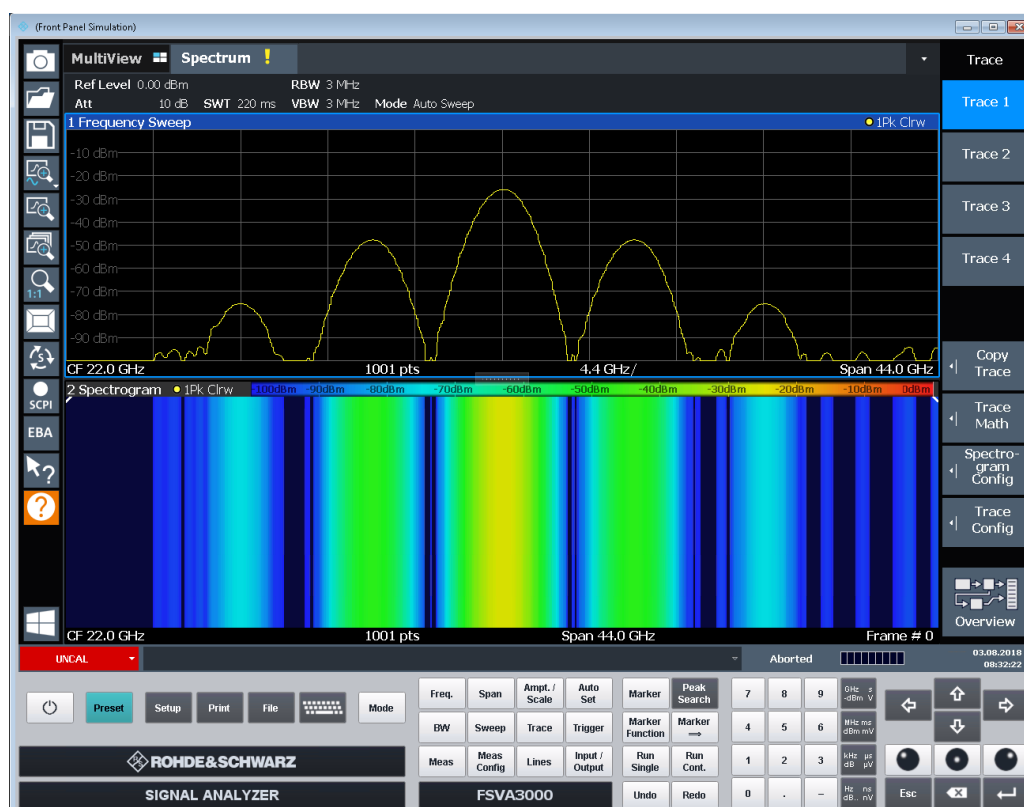 (Front Panel Simulation)
MultiView Spectrum !
Ref Level 0.00 dBm RBW 3 MHz
Att 10 dB SWT 220 ms VBW 3 MHz Mode Auto Sweep
1 Frequency Sweep 1Pk Clrw
-10 dBm
-20 dBm
-30 dBm
-40 dBm
-50 dBm
-60 dBm
-70 dBm
-80 dBm
-90 dBm
CF 22.0 GHz 1001 pts 4.4 GHz/ Span 44.0 GHz
2 Spectrogram 1Pk Clrw -100dBm -90dBm -80dBm -70dBm -60dBm -50dBm -40dBm -30dBm -20dBm -10dBm 0dBm
CF 22.0 GHz 1001 pts Span 44.0 GHz Frame # 0
1:1
SCPI
EBA
Trace
Trace 1
Trace 2
Trace 3
Trace 4
Copy
Trace
Trace
Math
Spectro-
gram
Config
Trace
Config
Overview
UNCAL Aborted 03.08.2018
08:32:22
Preset Setup Print File Mode
Freq. Span Ampt. / Scale Auto Set Marker Peak Search 7 8 9 GHz s -dBm V
BW Sweep Trace Trigger Marker Function Marker ⇒ 4 5 6 MHz ms dBm mV
Meas Meas Config Lines Input / Output Run Single Run Cont. 1 2 3 kHz µs dB µV
Undo Redo 0 . – Hz ns dB.. nV Esc
ROHDE&SCHWARZ
SIGNAL ANALYZER FSVA3000